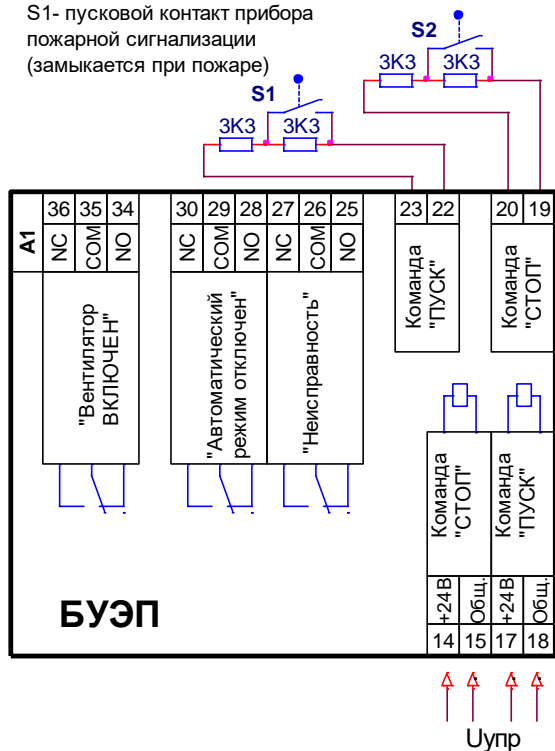 S1- пусковой контакт прибора
пожарной сигнализации
(замыкается при пожаре)
S2
3К3 3К3
S1
3К3 3К3
A1
36 35 34 30 29 28 27 26 25 23 22 20 19
NC COM NO NC COM NO NC COM NO
"Вентилятор
ВКЛЮЧЕН"
"Автоматический
режим отключен"
"Неисправность"
Команда
"ПУСК"
Команда
"СТОП"
Команда
"СТОП"
Команда
"ПУСК"
БУЭП
+24В Общ. +24В Общ.
14 15 17 18
Uупр